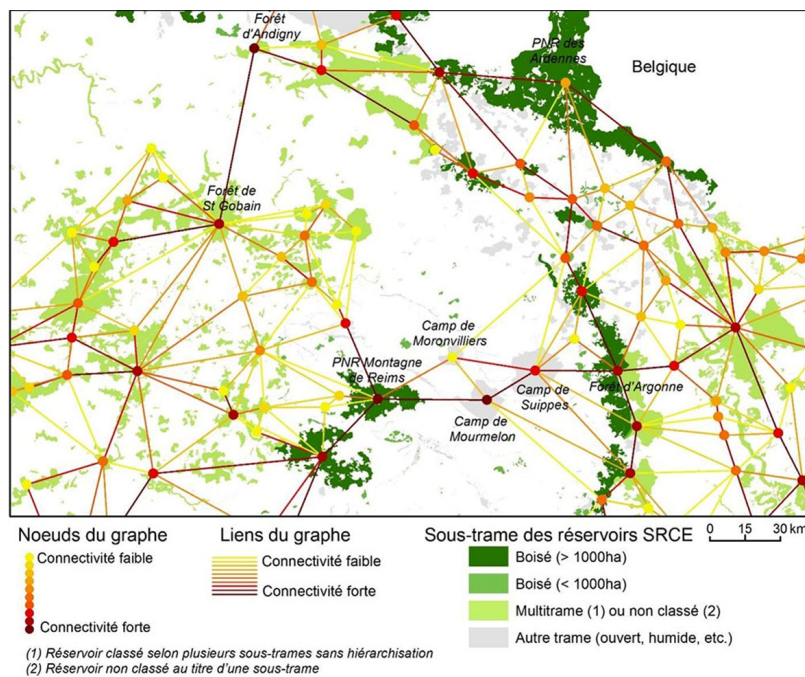 Forêt
d'Andigny
PNR des
Ardennes
Belgique
Forêt de
St Gobain
Camp de
Moronvilliers
PNR Montagne
de Reims
Camp de
Suippes
Forêt d'Argonne
Camp de
Mourmelon
Noeuds du graphe
Connectivité faible
Connectivité forte
Liens du graphe
Connectivité faible
Connectivité forte
Sous-trame des réservoirs SRCE
0 15 30 km
Boisé (> 1000ha)
Boisé (< 1000ha)
Multitrame (1) ou non classé (2)
Autre trame (ouvert, humide, etc.)
(1) Réservoir classé selon plusieurs sous-trames sans hiérarchisation
(2) Réservoir non classé au titre d'une sous-trame